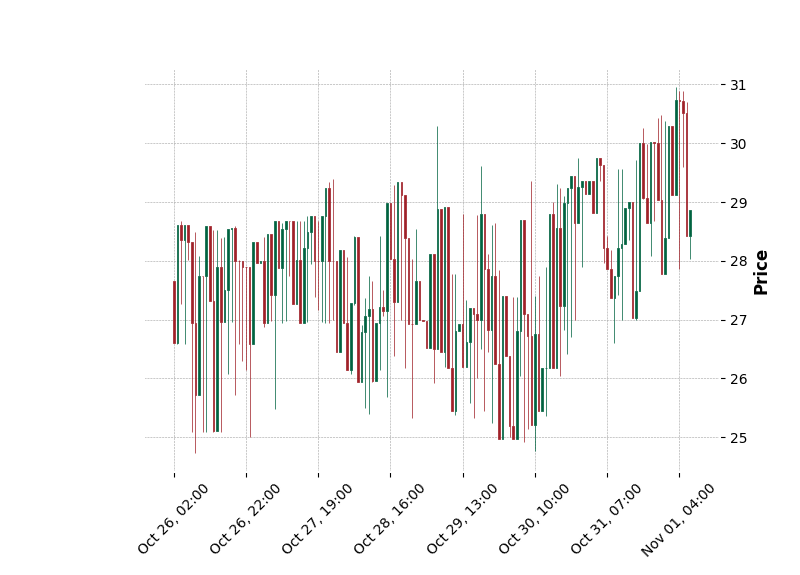 31
30
29
28
27
26
25
Price
Oct 26, 02:00
Oct 26, 22:00
Oct 27, 19:00
Oct 28, 16:00
Oct 29, 13:00
Oct 30, 10:00
Oct 31, 07:00
Nov 01, 04:00